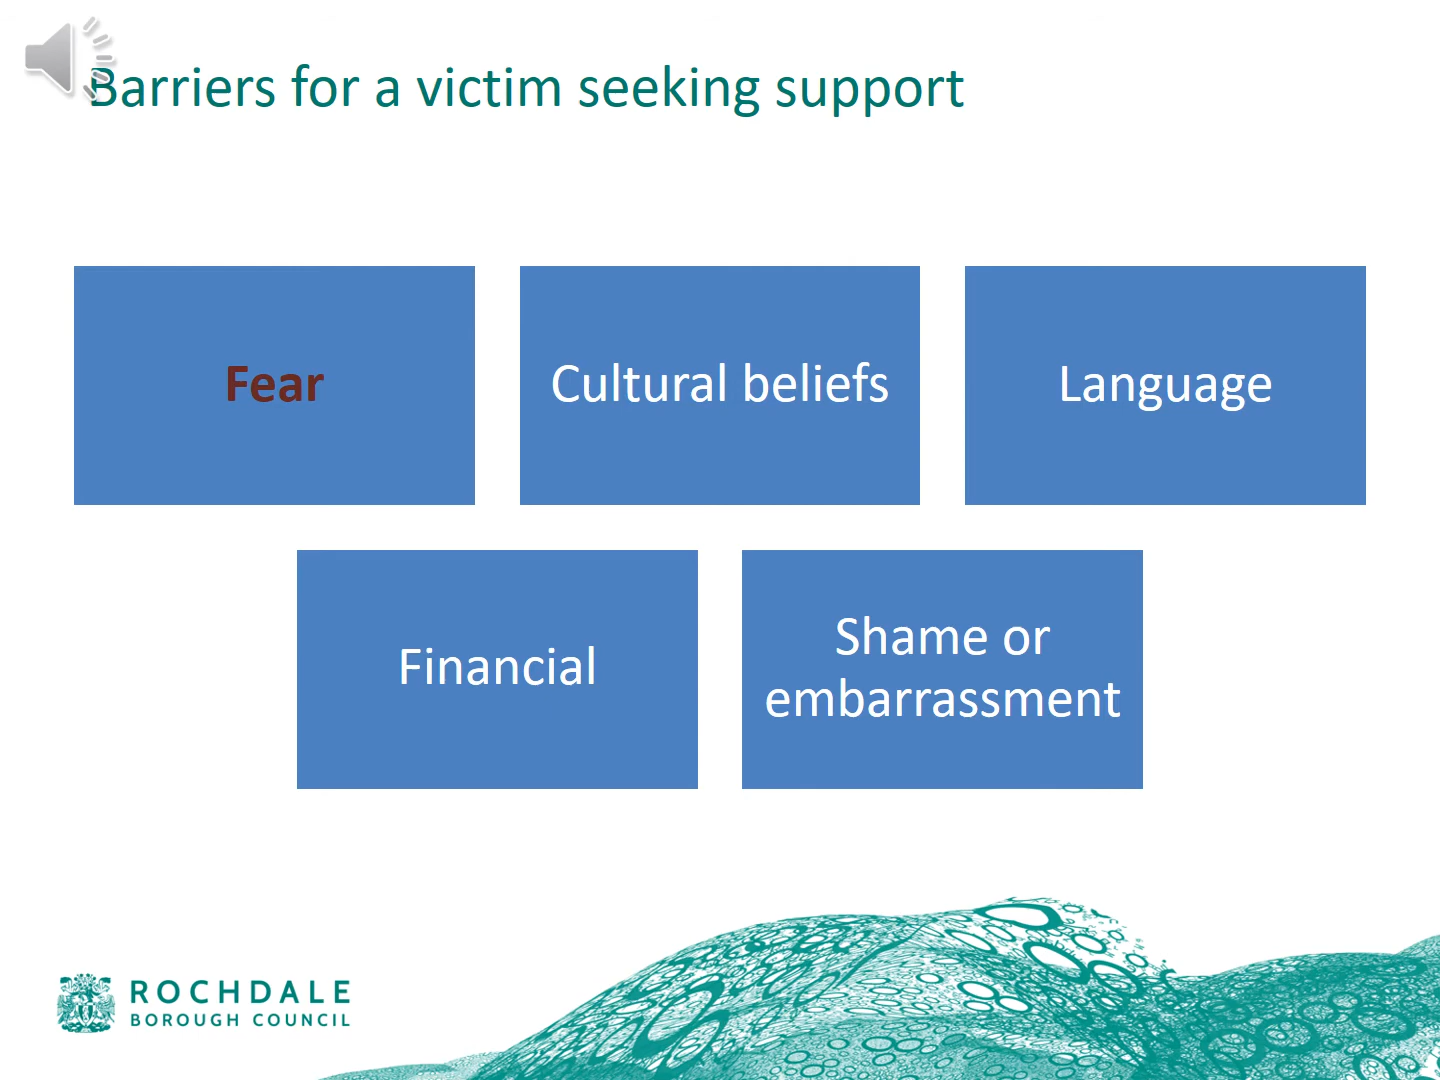 Barriers for a victim seeking support
Fear
Cultural beliefs
Language
Financial
Shame or
embarrassment
ROCHDALE
BOROUGH COUNCIL